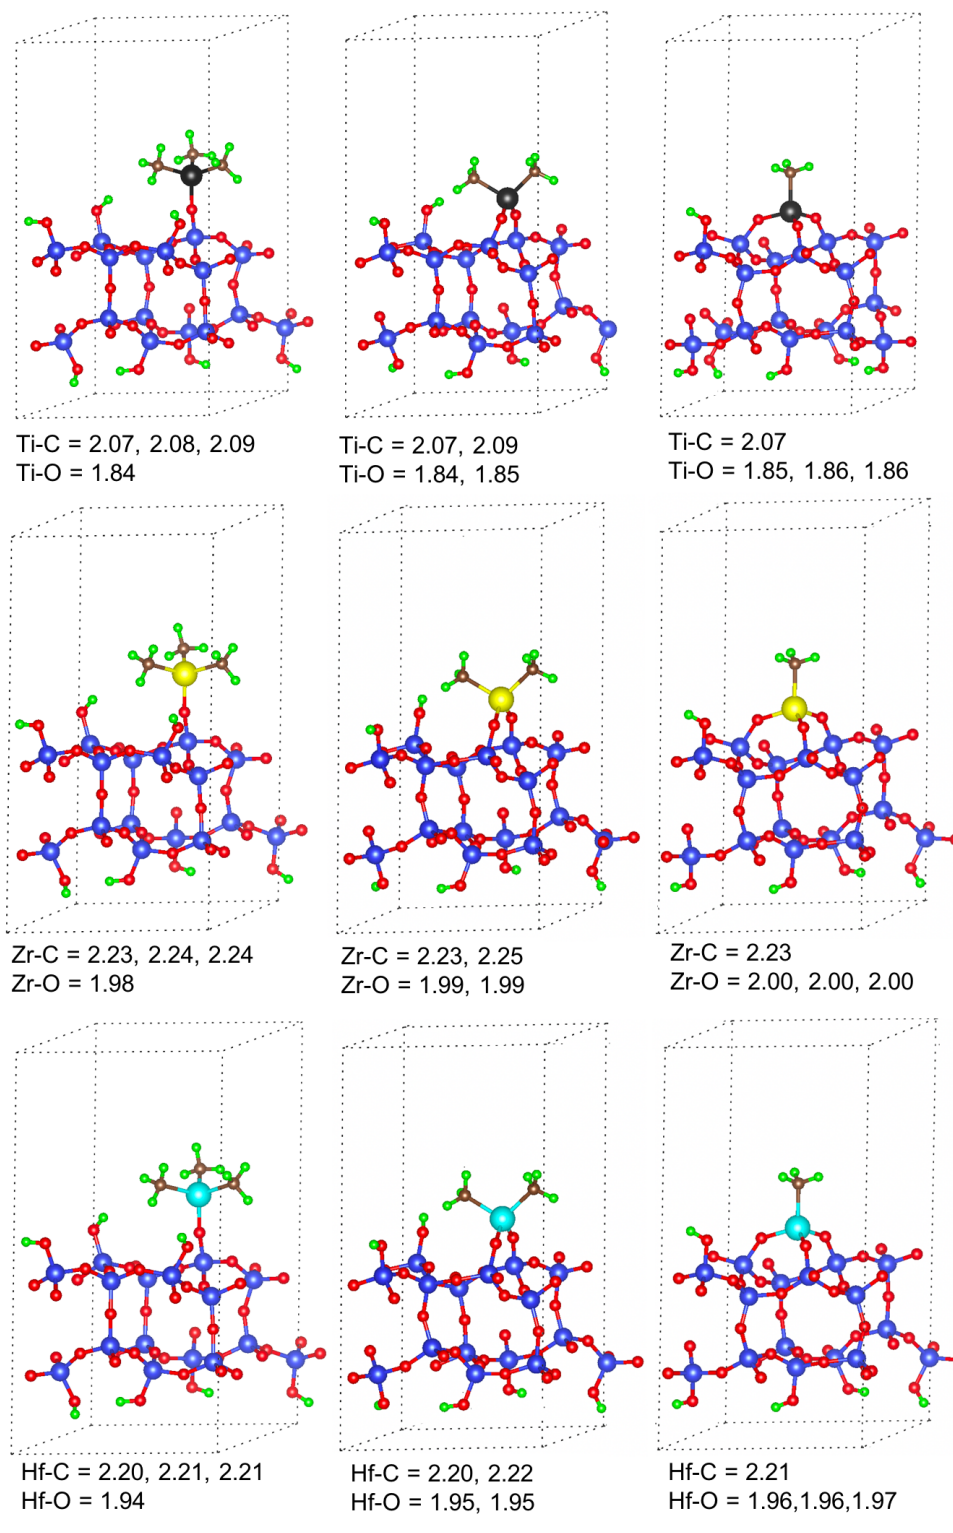 Ti-C = 2.07, 2.08, 2.09
Ti-O = 1.84
Ti-C = 2.07, 2.09
Ti-O = 1.84, 1.85
Ti-C = 2.07
Ti-O = 1.85, 1.86, 1.86
Zr-C = 2.23, 2.24, 2.24
Zr-O = 1.98
Zr-C = 2.23, 2.25
Zr-O = 1.99, 1.99
Zr-C = 2.23
Zr-O = 2.00, 2.00, 2.00
Hf-C = 2.20, 2.21, 2.21
Hf-O = 1.94
Hf-C = 2.20, 2.22
Hf-O = 1.95, 1.95
Hf-C = 2.21
Hf-O = 1.96,1.96,1.97